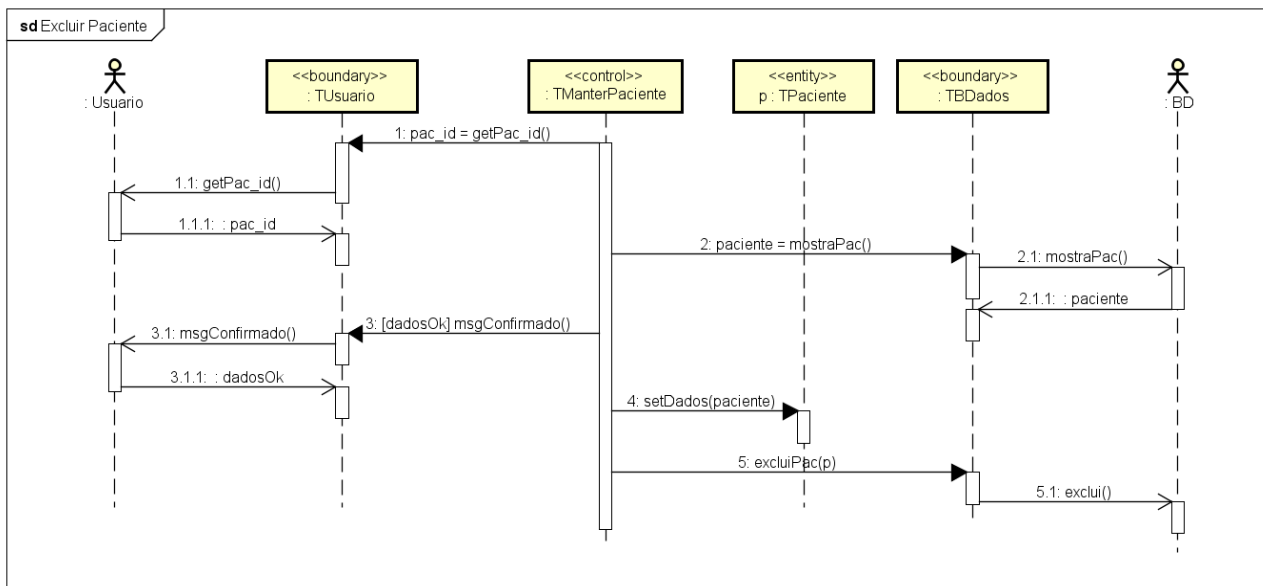 sd Excluir Paciente
: Usuario
<<boundary>>
: TUsuario
<<control>>
: TManterPaciente
<<entity>>
p : TPaciente
<<boundary>>
: TBDados
: BD
1: pac_id = getPac_id()
1.1: getPac_id()
1.1.1: : pac_id
2: paciente = mostraPac()
2.1: mostraPac()
2.1.1: : paciente
3: [dadosOk] msgConfirmado()
3.1: msgConfirmado()
3.1.1: : dadosOk
4: setDados(paciente)
5: excluiPac(p)
5.1: exclui()